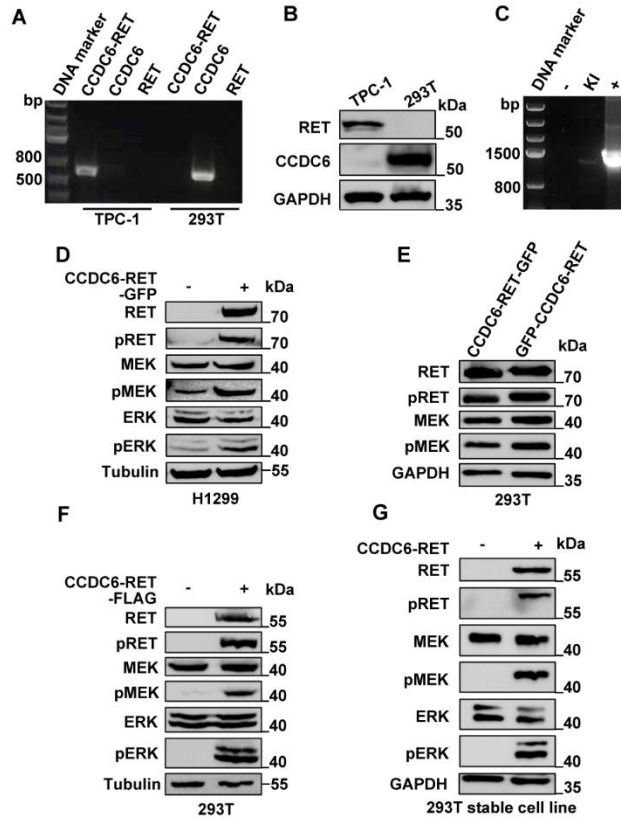 A
DNA marker
CCDC6-RET
CCDC6
RET
CCDC6-RET
CCDC6
RET
bp
800
500
TPC-1
293T
B
TPC-1
293T
kDa
RET
50
CCDC6
50
GAPDH
35
C
DNA marker
-
KI
+
bp
1500
800
D
CCDC6-RET
-GFP
- + kDa
RET
70
pRET
70
MEK
40
pMEK
40
ERK
40
pERK
40
Tubulin
55
H1299
E
CCDC6-RET-GFP
GFP-CCDC6-RET
kDa
RET
70
pRET
70
MEK
40
pMEK
40
GAPDH
35
293T
F
CCDC6-RET
-FLAG
- + kDa
RET
55
pRET
55
MEK
40
pMEK
40
ERK
40
pERK
40
Tubulin
55
293T
G
CCDC6-RET
- + kDa
RET
55
pRET
55
MEK
40
pMEK
40
ERK
40
pERK
40
GAPDH
35
293T stable cell line